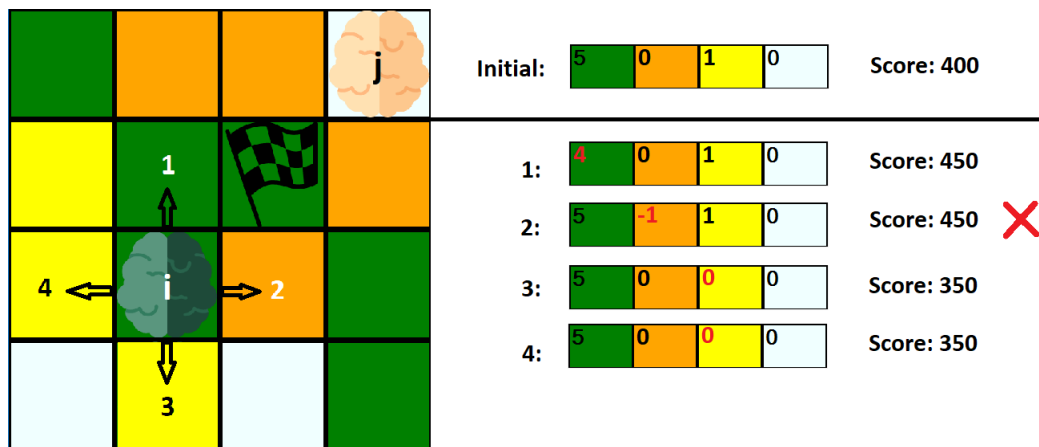 j
Initial: 5 0 1 0 Score: 400
1
1: 4 0 1 0 Score: 450
2: 5 -1 1 0 Score: 450
4 i 2
3: 5 0 0 0 Score: 350
4: 5 0 0 0 Score: 350
3